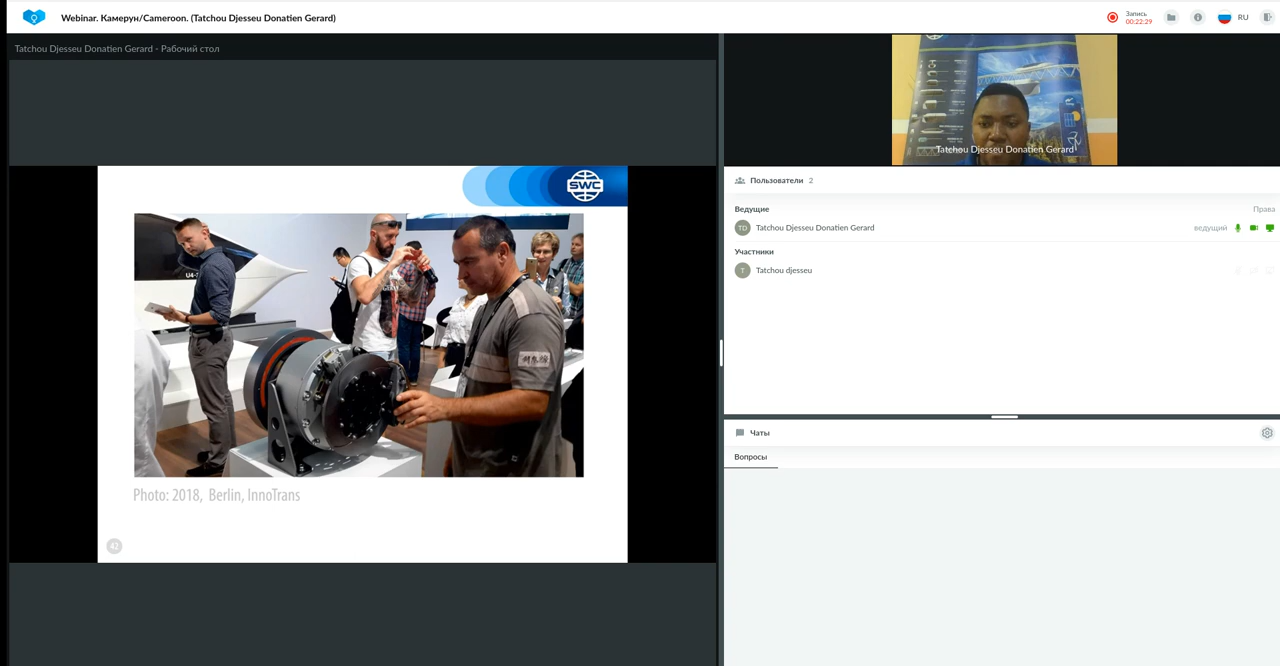 Webinar. Камерун/Cameroon. (Tatchou Djesseu Donatien Gerard)
Запись
00:22:29
RU
Tatchou Djesseu Donatien Gerard - Рабочий стол
SWC
U4-
Photo: 2018, Berlin, InnoTrans
42
Tatchou Djesseu Donatien Gerard
Пользователи 2
Ведущие
Права
TD
Tatchou Djesseu Donatien Gerard
ведущий
Участники
T
Tatchou djesseu
Чаты
Вопросы